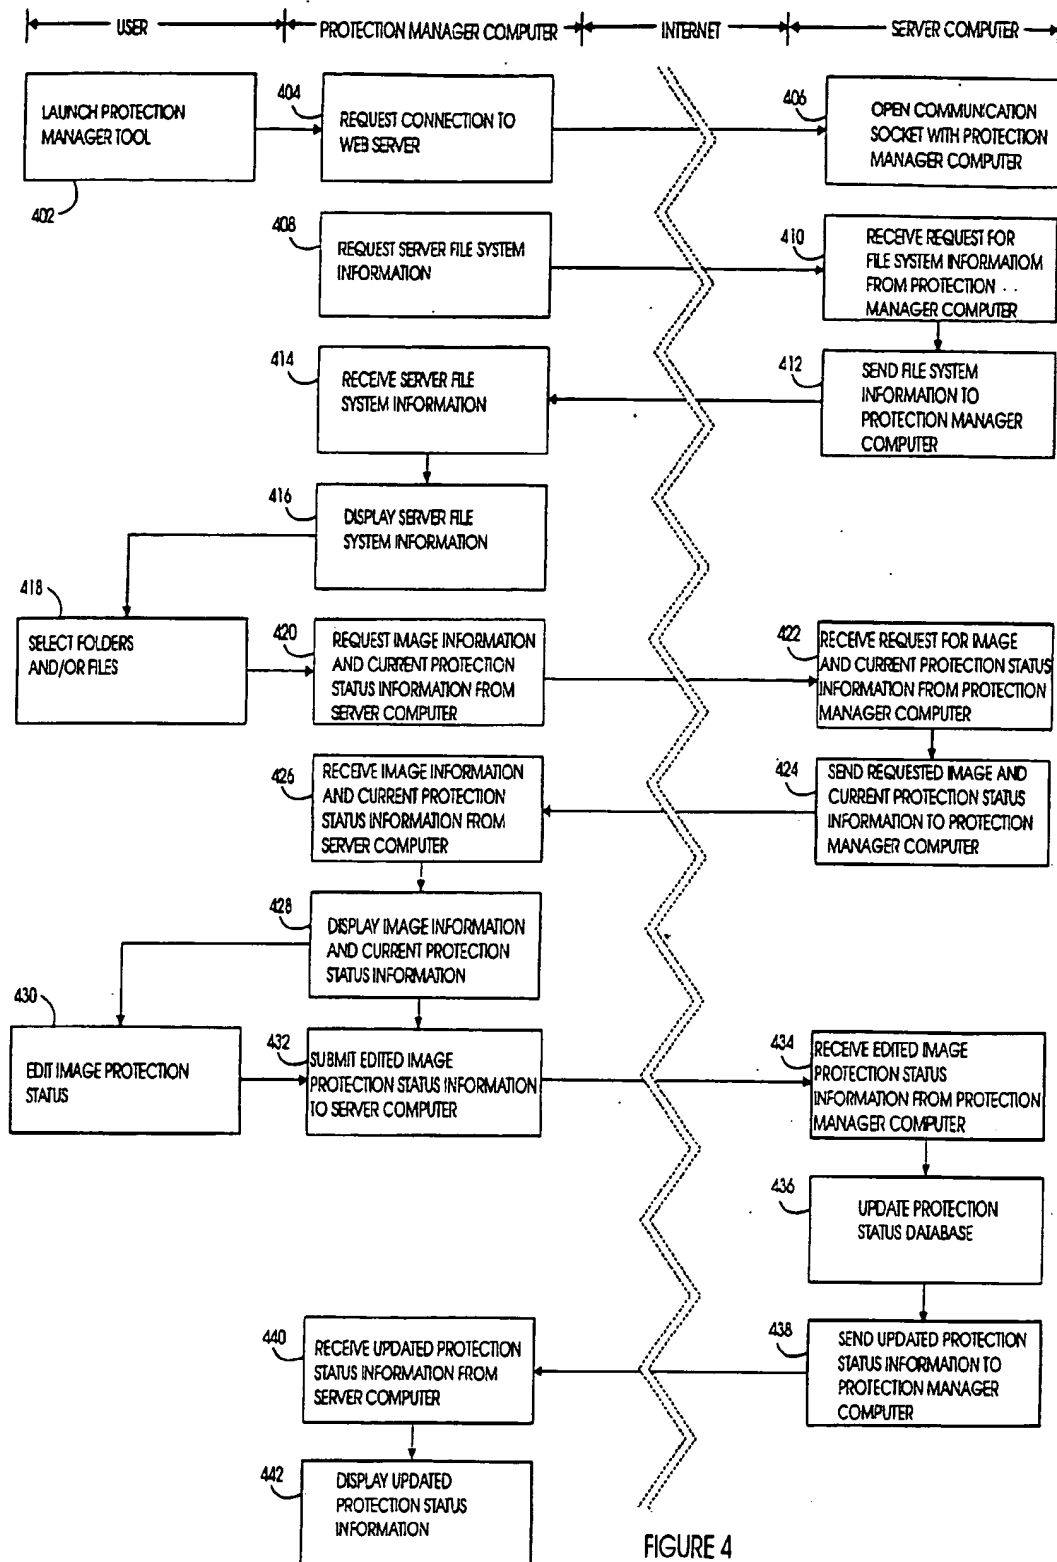 USER
PROTECTION MANAGER COMPUTER
INTERNET
SERVER COMPUTER
LAUNCH PROTECTION
MANAGER TOOL
402
404
REQUEST CONNECTION TO
WEB SERVER
406
OPEN COMMUNICATION
SOCKET WITH PROTECTION
MANAGER COMPUTER
408
REQUEST SERVER FILE SYSTEM
INFORMATION
410
RECEIVE REQUEST FOR
FILE SYSTEM INFORMATIOM
FROM PROTECTION
MANAGER COMPUTER
414
RECEIVE SERVER FILE
SYSTEM INFORMATION
412
SEND FILE SYSTEM
INFORMATION TO
PROTECTION MANAGER
COMPUTER
416
DISPLAY SERVER FILE
SYSTEM INFORMATION
418
SELECT FOLDERS
AND/OR FILES
420
REQUEST IMAGE INFORMATION
AND CURRENT PROTECTION
STATUS INFORMATION FROM
SERVER COMPUTER
422
RECEIVE REQUEST FOR IMAGE
AND CURRENT PROTECTION STATUS
INFORMATION FROM PROTECTION
MANAGER COMPUTER
426
RECEIVE IMAGE INFORMATION
AND CURRENT PROTECTION
STATUS INFORMATION FROM
SERVER COMPUTER
424
SEND REQUESTED IMAGE AND
CURRENT PROTECTION STATUS
INFORMATION TO PROTECTION
MANAGER COMPUTER
428
DISPLAY IMAGE INFORMATION
AND CURRENT PROTECTION
STATUS INFORMATION
430
EDIT IMAGE PROTECTION
STATUS
432
SUBMIT EDITED IMAGE
PROTECTION STATUS INFORMATION
TO SERVER COMPUTER
434
RECEIVE EDITED IMAGE
PROTECTION STATUS
INFORMATION FROM PROTECTION
MANAGER COMPUTER
436
UPDATE PROTECTION
STATUS DATABASE
440
RECEIVE UPDATED PROTECTION
STATUS INFORMATION FROM
SERVER COMPUTER
438
SEND UPDATED PROTECTION
STATUS INFORMATION TO
PROTECTION MANAGER
COMPUTER
442
DISPLAY UPDATED
PROTECTION STATUS
INFORMATION
FIGURE 4